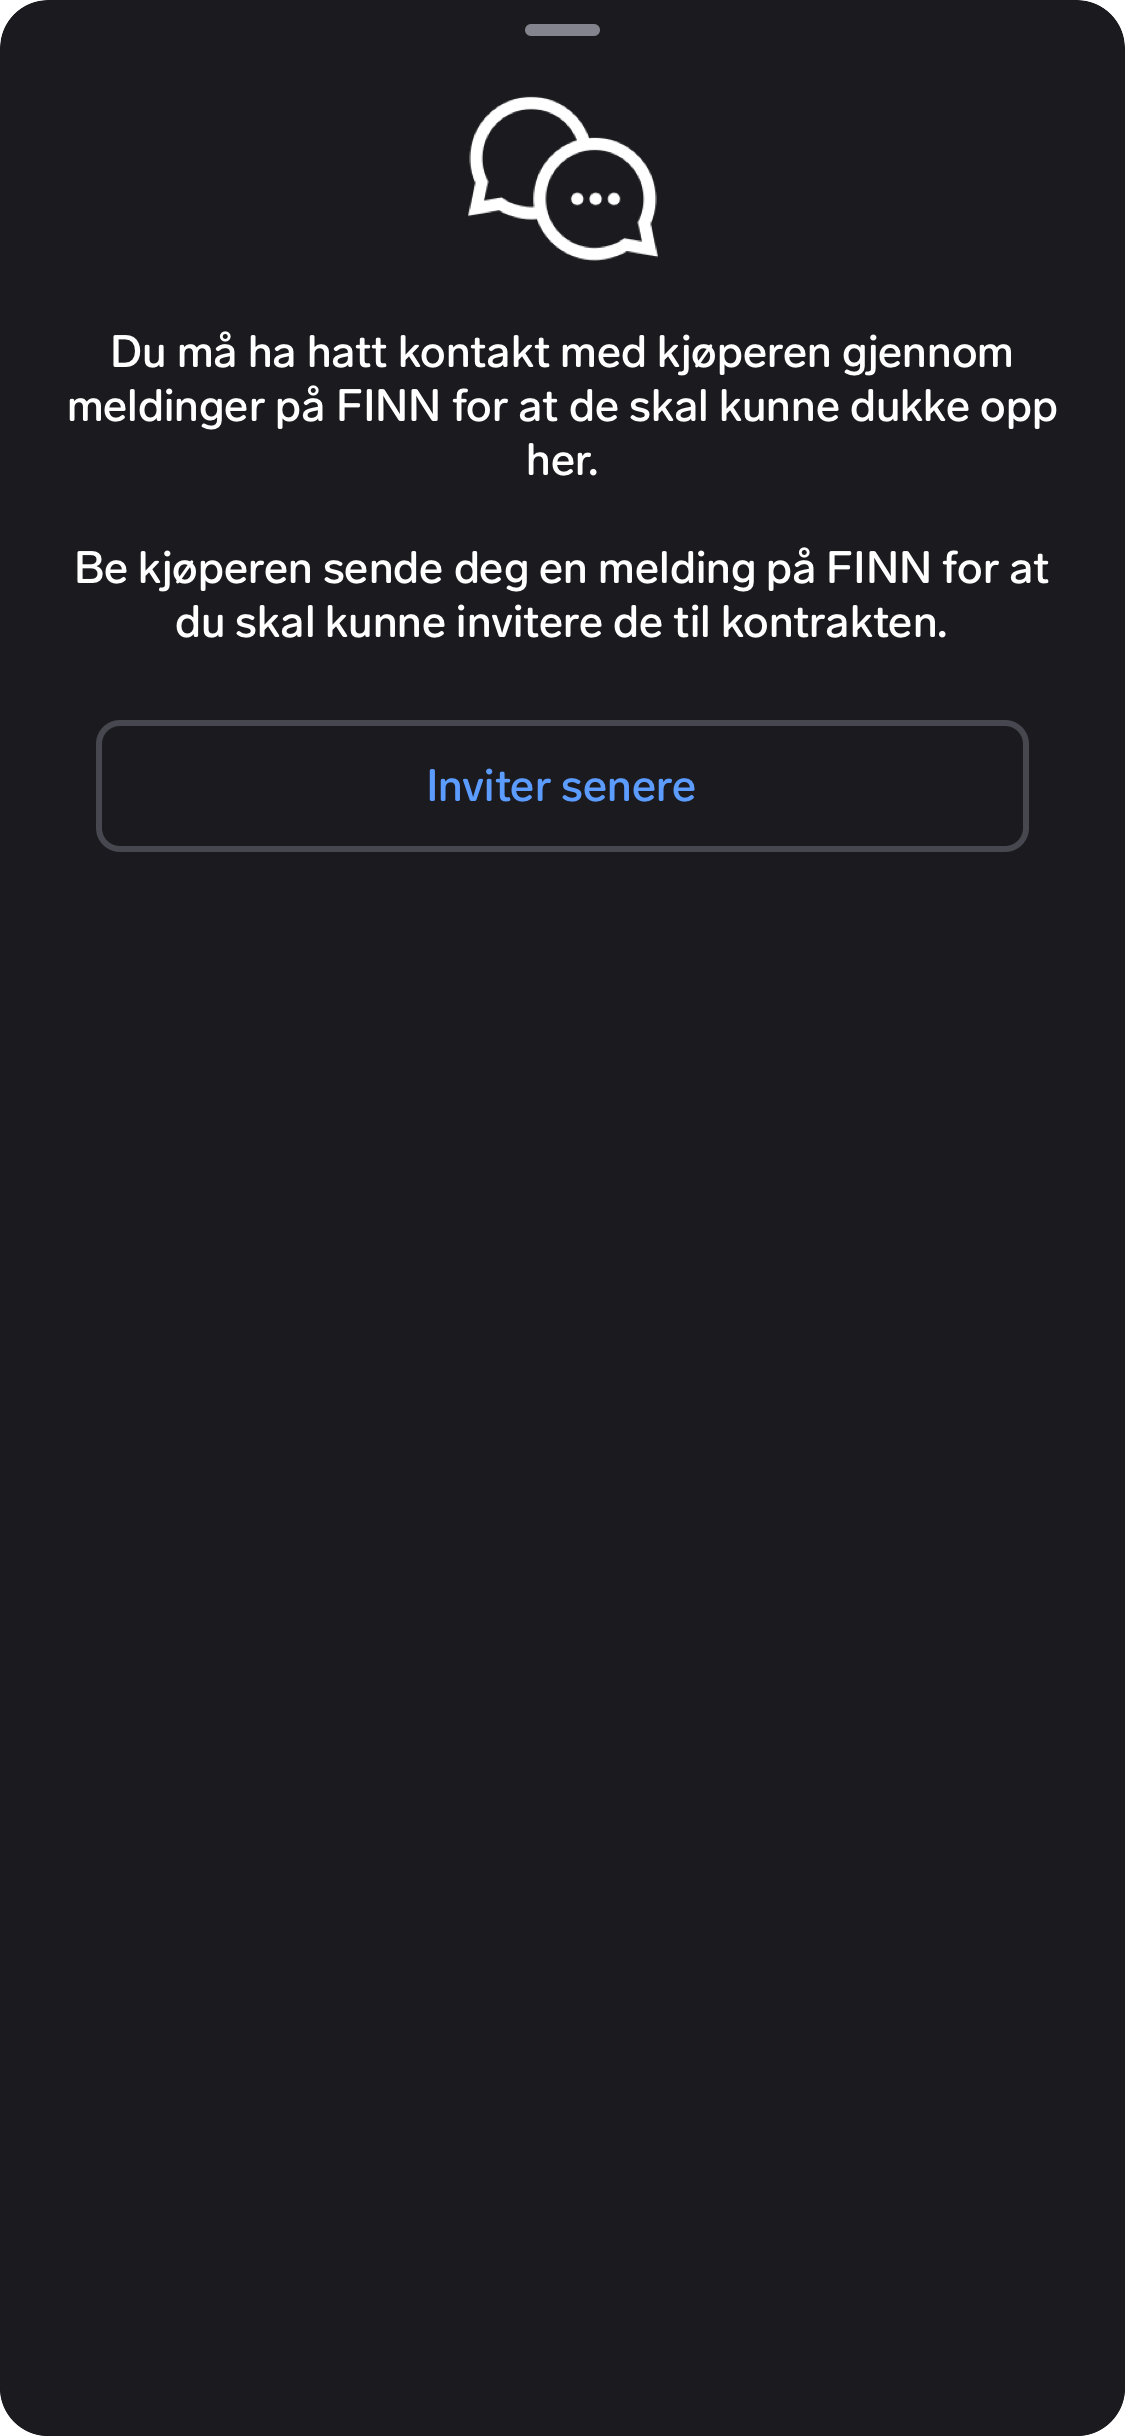 Du må ha hatt kontakt med kjøperen gjennom
meldinger på FINN for at de skal kunne dukke opp
her.
Be kjøperen sende deg en melding på FINN for at
du skal kunne invitere de til kontrakten.
Inviter senere